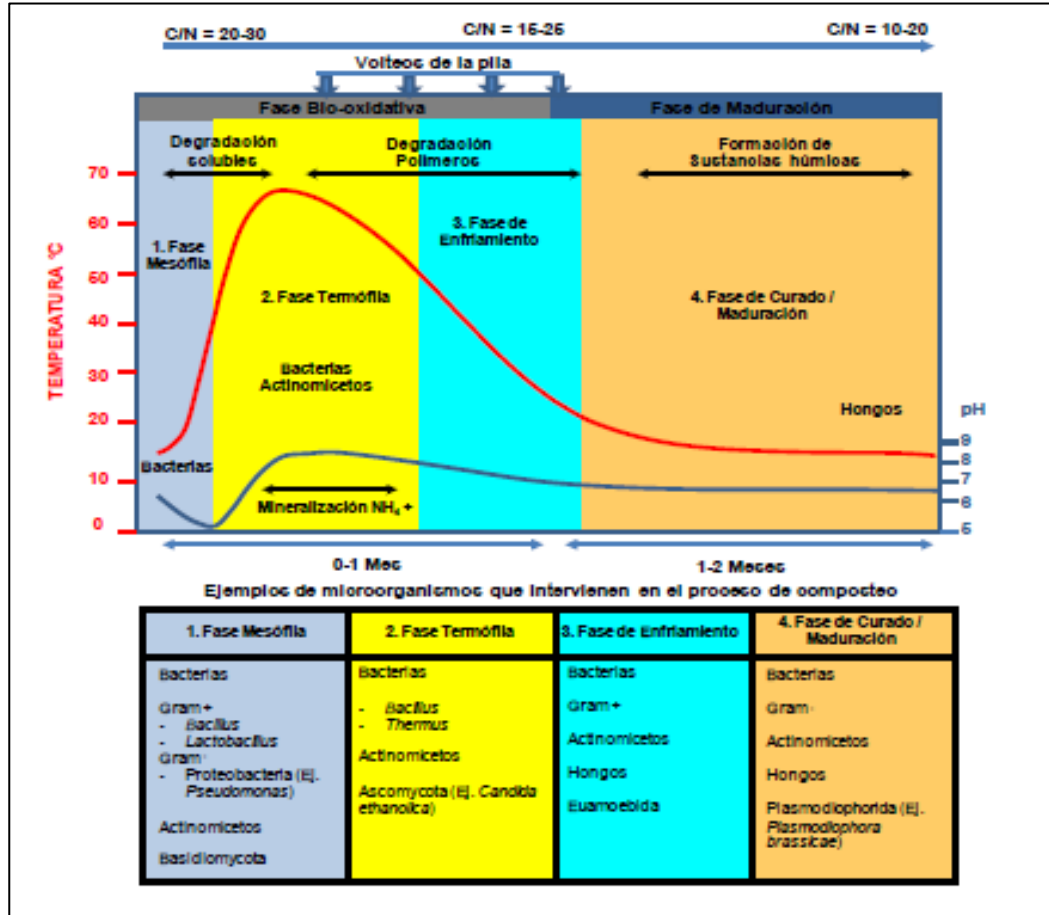 C/N = 20-30
C/N = 15-25
C/N = 10-20
Volteos de la pila
Fase Bio-oxidativa
Fase de Maduración
Degradación
solubles
Degradación
Polímeros
Formación de
Sustancias húmicas
70
60
50
40
30
20
10
0
TEMPERATURA °C
1. Fase
Mesófila
2. Fase Termófila
3. Fase de
Enfriamiento
4. Fase de Curado /
Maduración
Bacterias
Actinomicetos
Hongos
Bacterias
Mineralización NH₄ +
pH
9
8
7
6
5
0-1 Mes
1-2 Meses
Ejemplos de microorganismos que intervienen en el proceso de composteo
1. Fase Mesófila
2. Fase Termófila
3. Fase de Enfriamiento
4. Fase de Curado /
Maduración
Bacterias
Gram+
- Bacillus
- Lactobacillus
Gram-
- Proteobacteria (Ej.
Pseudomonas)
Actinomicetos
Basidiomycota
Bacterias
- Bacillus
- Thermus
Actinomicetos
Ascomycota (Ej. Candida
ethanolica)
Bacterias
Gram+
Actinomicetos
Hongos
Euamoebida
Bacterias
Gram-
Actinomicetos
Hongos
Plasmodiophorida (Ej.
Plasmodiophora
brassicae)